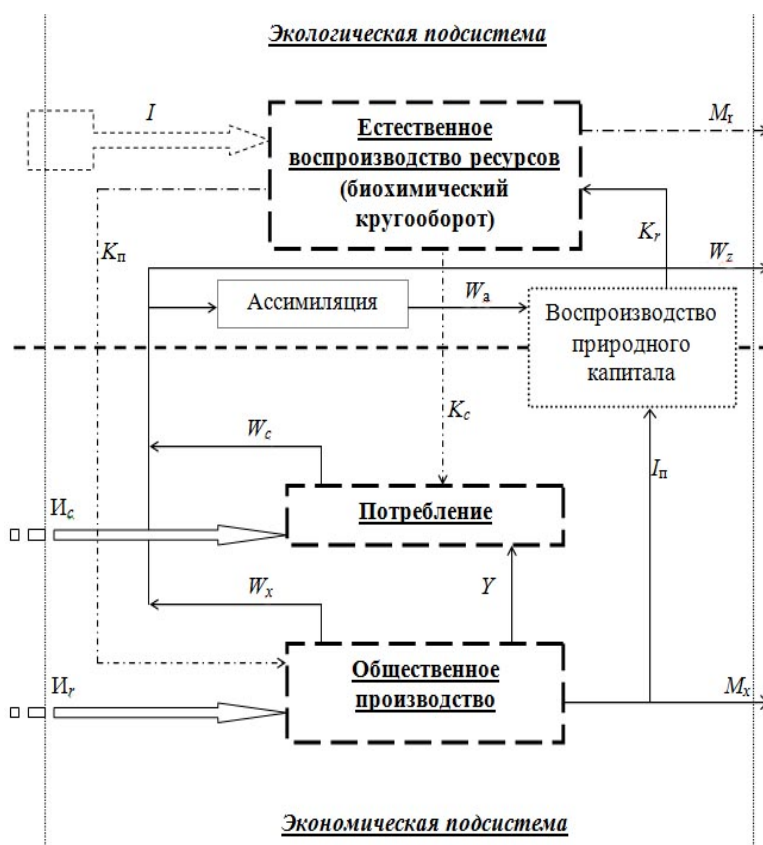 Экологическая подсистема
I
Естественное
воспроизводство ресурсов
(биохимический
кругооборот)
Mr
Kп
Kr
Wz
Ассимиляция
Wa
Воспроизводство
природного
капитала
Kc
Wc
Iп
Иc
Потребление
Wx
Y
Иr
Общественное
производство
Mx
Экономическая подсистема